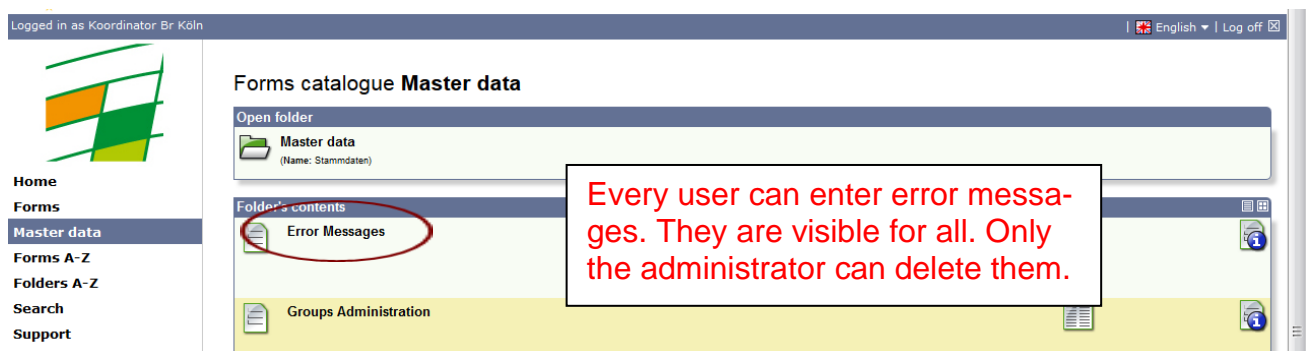 Logged in as Koordinator Br Köln
| English ▾ | Log off
Forms catalogue Master data
Open folder
Master data
(Name: Stammdaten)
Home
Forms
Master data
Forms A-Z
Folders A-Z
Search
Support
Folder's contents
Error Messages
Groups Administration
Every user can enter error messa-
ges. They are visible for all. Only
the administrator can delete them.